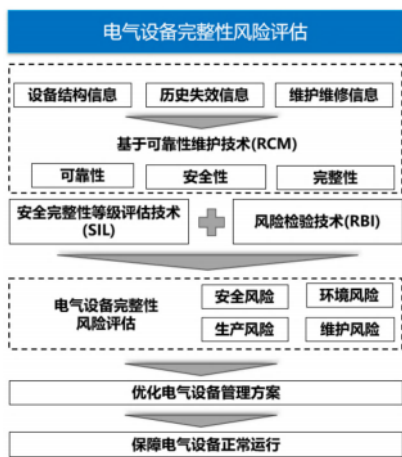 电气设备完整性风险评估
设备结构信息 历史失效信息 维护维修信息
基于可靠性维护技术(RCM)
可靠性 安全性 完整性
安全完整性等级评估技术
(SIL)
风险检验技术(RBI)
电气设备完整性
风险评估
安全风险 环境风险
生产风险 维护风险
优化电气设备管理方案
保障电气设备正常运行